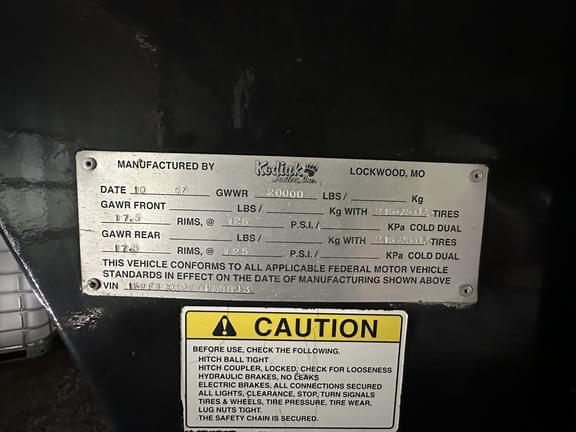 MANUFACTURED BY Kodiak LOCKWOOD, MO
DATE 10 07 GWWR 20000 LBS / Kg
GAWR FRONT LBS / Kg WITH TIRES
17.5 RIMS, @ 125 P.S.I. / KPa COLD DUAL
GAWR REAR LBS / Kg WITH TIRES
17.5 RIMS, @ 125 P.S.I. / KPa COLD DUAL
THIS VEHICLE CONFORMS TO ALL APPLICABLE FEDERAL MOTOR VEHICLE
STANDARDS IN EFFECT ON THE DATE OF MANUFACTURING SHOWN ABOVE
VIN
CAUTION
BEFORE USE, CHECK THE FOLLOWING.
HITCH BALL TIGHT
HITCH COUPLER, LOCKED, CHECK FOR LOOSENESS
HYDRAULIC BRAKES, NO LEAKS
ELECTRIC BRAKES, ALL CONNECTIONS SECURED
ALL LIGHTS, CLEARANCE, STOP, TURN SIGNALS
TIRES & WHEELS, TIRE PRESSURE, TIRE WEAR,
LUG NUTS TIGHT.
THE SAFETY CHAIN IS SECURED.